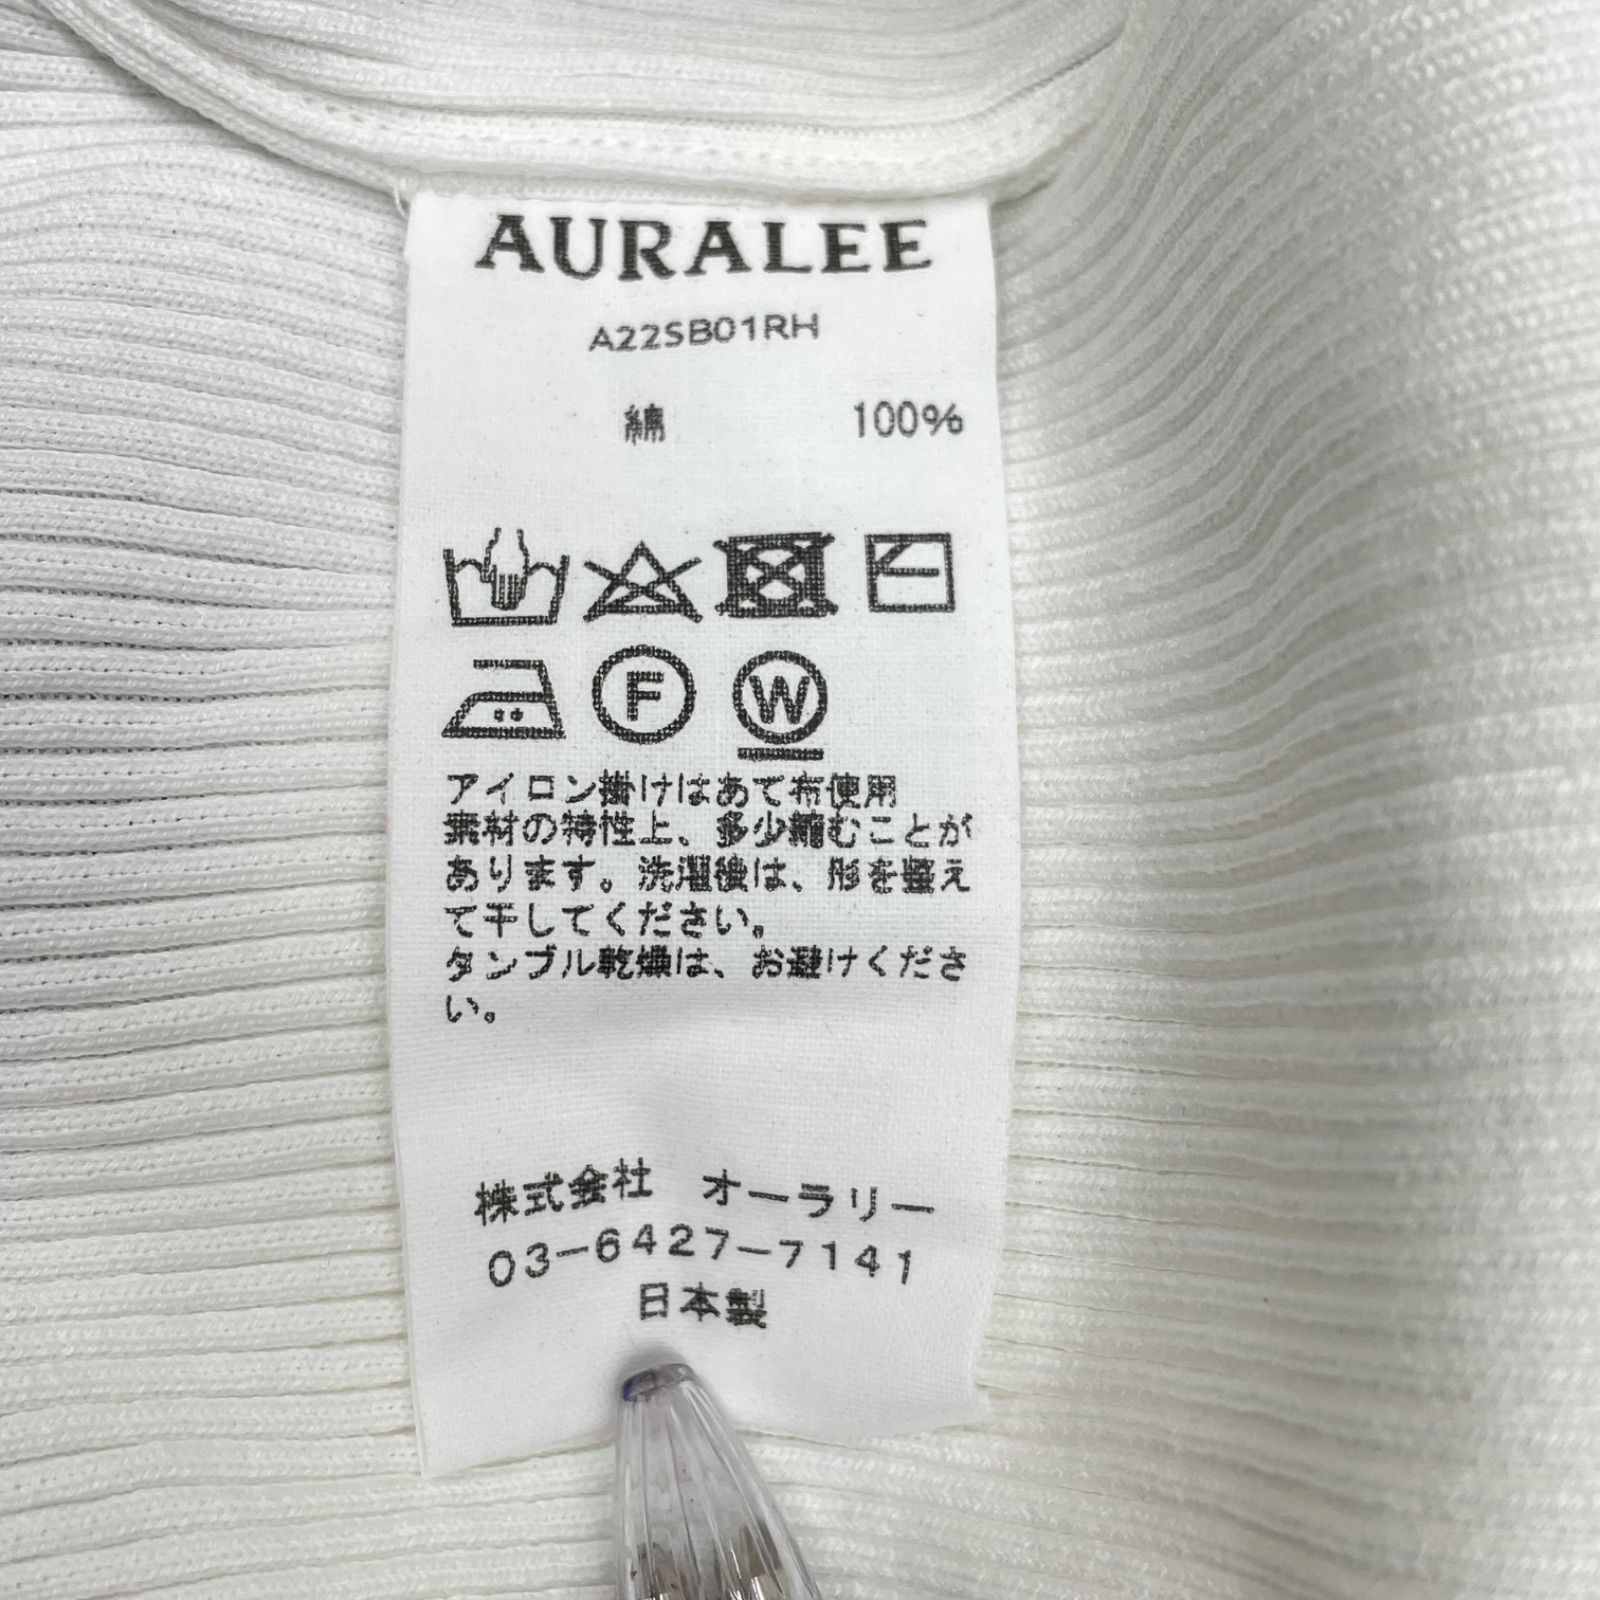 AURALEE
A22SB01RH
綿 100%
F W
アイロン掛けはあて布使用
素材の特性上、多少縮むことが
あります。洗濯後は、形を整え
て干してください。
タンブル乾燥は、お避けくださ
い。
株式会社 オーラリー
03-6427-7141
日本製